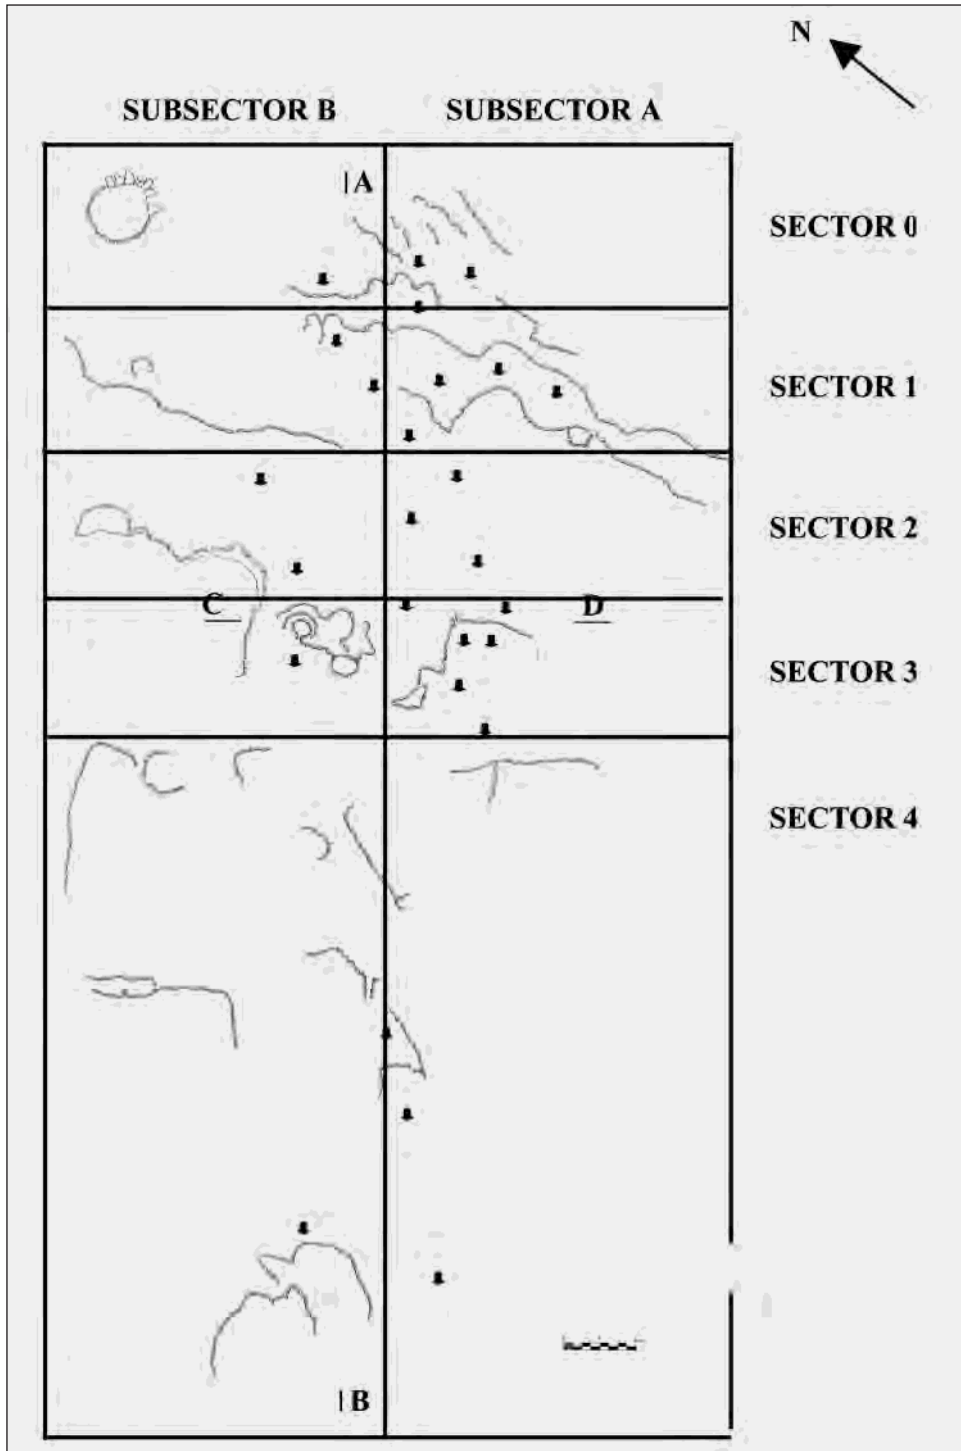 N
SUBSECTOR B SUBSECTOR A
|A
SECTOR 0
SECTOR 1
SECTOR 2
C D
SECTOR 3
SECTOR 4
|B